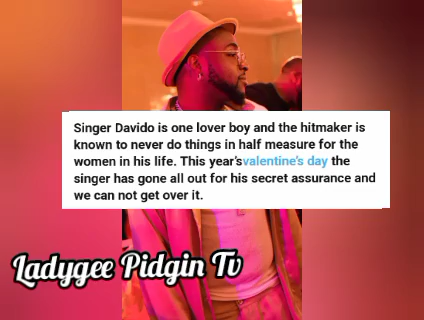 Singer Davido is one lover boy and the hitmaker is
known to never do things in half measure for the
women in his life. This year'svalentine's day the
singer has gone all out for his secret assurance and
we can not get over it.
Ladygee Pidgin Tv